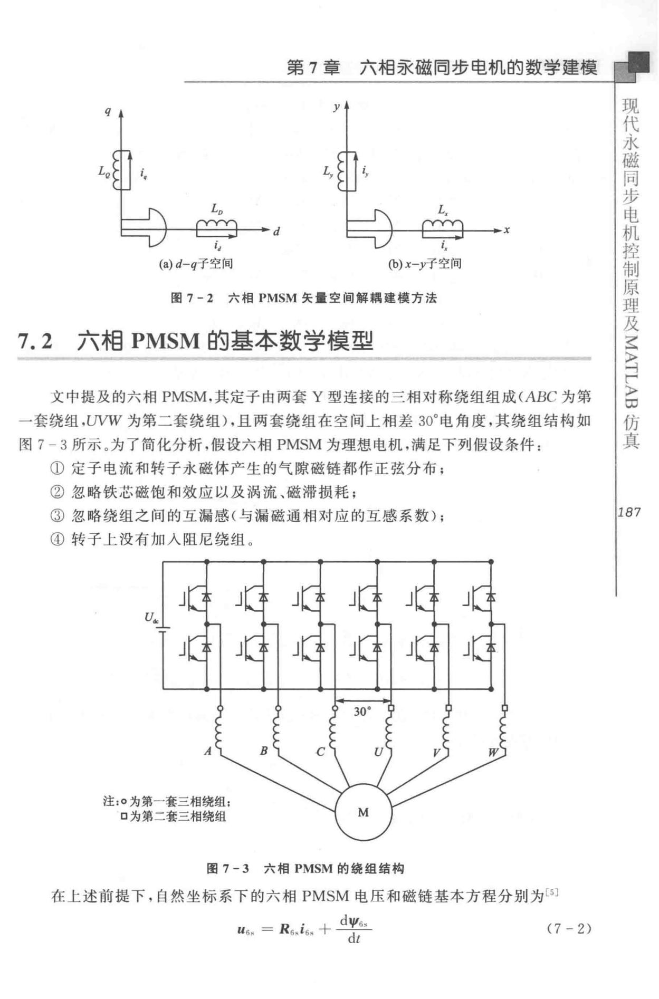 第 7 章 六相永磁同步电机的数学建模
q
L_Q
i_q
L_D
d
i_d
(a) d-q子空间
y
L_y
i_y
L_x
x
i_x
(b) x-y子空间
图 7-2 六相 PMSM 矢量空间解耦建模方法
7.2 六相 PMSM 的基本数学模型
文中提及的六相 PMSM,其定子由两套 Y 型连接的三相对称绕组组成(ABC 为第
一套绕组,UVW 为第二套绕组),且两套绕组在空间上相差 30°电角度,其绕组结构如
图 7-3 所示。为了简化分析,假设六相 PMSM 为理想电机,满足下列假设条件:
① 定子电流和转子永磁体产生的气隙磁链都作正弦分布;
② 忽略铁芯磁饱和效应以及涡流、磁滞损耗;
③ 忽略绕组之间的互漏感(与漏磁通相对应的互感系数);
④ 转子上没有加入阻尼绕组。
U_dc
30°
A B C U V W
M
注:○为第一套三相绕组;
□为第二套三相绕组
图 7-3 六相 PMSM 的绕组结构
在上述前提下,自然坐标系下的六相 PMSM 电压和磁链基本方程分别为[5]
u_6s = R_6s i_6s + dψ_6s/dt (7-2)
现代永磁同步电机控制原理及MATLAB仿真
187